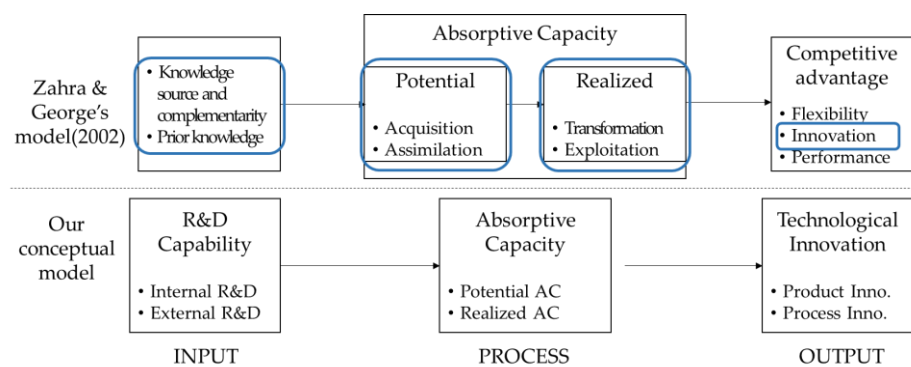 Zahra &
George's
model(2002)
• Knowledge
source and
complementarity
• Prior knowledge
Absorptive Capacity
Potential
• Acquisition
• Assimilation
Realized
• Transformation
• Exploitation
Competitive
advantage
• Flexibility
• Innovation
• Performance
Our
conceptual
model
R&D
Capability
• Internal R&D
• External R&D
Absorptive
Capacity
• Potential AC
• Realized AC
Technological
Innovation
• Product Inno.
• Process Inno.
INPUT
PROCESS
OUTPUT